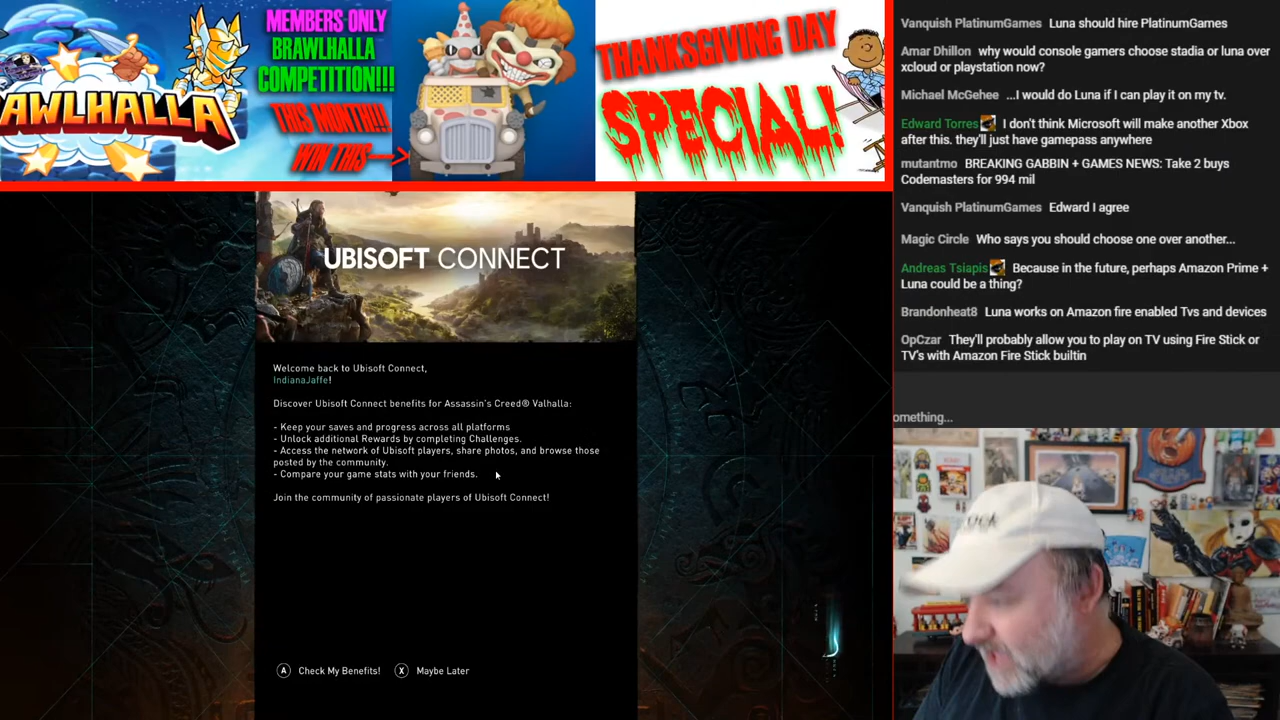 AWLHALLA
MEMBERS ONLY
BRAWLHALLA
COMPETITION!!!
THIS MONTH!!!
WIN THIS
THANKSGIVING DAY
SPECIAL!
UBISOFT CONNECT
Welcome back to Ubisoft Connect,
IndianaJaffe!
Discover Ubisoft Connect benefits for Assassin's Creed® Valhalla:
- Keep your saves and progress across all platforms
- Unlock additional Rewards by completing Challenges.
- Access the network of Ubisoft players, share photos, and browse those
posted by the community.
- Compare your game stats with your friends.
Join the community of passionate players of Ubisoft Connect!
A Check My Benefits! X Maybe Later
Vanquish PlatinumGames Luna should hire PlatinumGames
Amar Dhillon why would console gamers choose stadia or luna over
xcloud or playstation now?
Michael McGehee ...I would do Luna if I can play it on my tv.
Edward Torres I don't think Microsoft will make another Xbox
after this. they'll just have gamepass anywhere
mutantmo BREAKING GABBIN + GAMES NEWS: Take 2 buys
Codemasters for 994 mil
Vanquish PlatinumGames Edward I agree
Magic Circle Who says you should choose one over another...
Andreas Tsiapis Because in the future, perhaps Amazon Prime +
Luna could be a thing?
Brandonheat8 Luna works on Amazon fire enabled Tvs and devices
OpCzar They'll probably allow you to play on TV using Fire Stick or
TV's with Amazon Fire Stick builtin
omething...